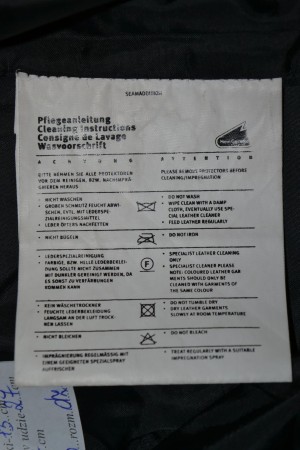 Pflegeanleitung
Cleaning Instructions
Consigne de Lavage
Wasvoorschrift
ACHTUNG
ATTENTION
BITTE NEHMEN SIE ALLE PROTEKTOREN
VOR DEM REINIGEN, BZW. NACHIMPRÄ-
GNIEREN HERAUS
PLEASE REMOVE PROTECTORS BEFORE
CLEANING/IMPREGNATION
• NICHT WASCHEN
GROBEN SCHMUTZ FEUCHT ABWI-
SCHEN, EVTL. MIT LEDERSPE-
ZIALREINIGUNGSMITTEL
• LEDER ÖFTERS NACHFETTEN
• DO NOT WASH
• WIPE CLEAN WITH A DAMP
CLOTH, EVENTUALLY USE SPE-
CIAL LEATHER CLEANER
• FEED LEATHER REGULARLY
• NICHT BÜGELN
• DO NOT IRON
• LEDERSPEZIALREINIGUNG
FARBIGE, BZW. HELLE LEDERBEKLEI-
DUNG SOLLTE NICHT ZUSAMMEN
MIT DUNKLER GEREINIGT WERDEN, DA
ES SONST ZU VERFÄRBUNGEN
KOMMEN KANN
F
• SPECIALIST LEATHER CLEANING
ONLY
• SPECIALIST CLEANER PLEASE
NOTE: COLOURED LEATHER GAR
MENTS SHOULD ONLY BE
CLEANED WITH GARMENTS OF
THE SAME COLOUR
• KEIN WÄSCHETROCKNER
• FEUCHTE LEDERBEKLEIDUNG
LANGSAM AN DER LUFT TROCK
NEN LASSEN
• DO NOT TUMBLE DRY
• DRY LEATHER GARMENTS
SLOWLY AT ROOM TEMPERATURE
• NICHT BLEICHEN
• DO NOT BLEACH
• IMPRÄGNIERUNG REGELMÄSSIG MIT
EINEM GEEIGNETEN SPEZIALSPRAY
AUFFRISCHEN
• TREAT REGULARLY WITH A SUITABLE
IMPREGNATION SPRAY
cm
rozm.